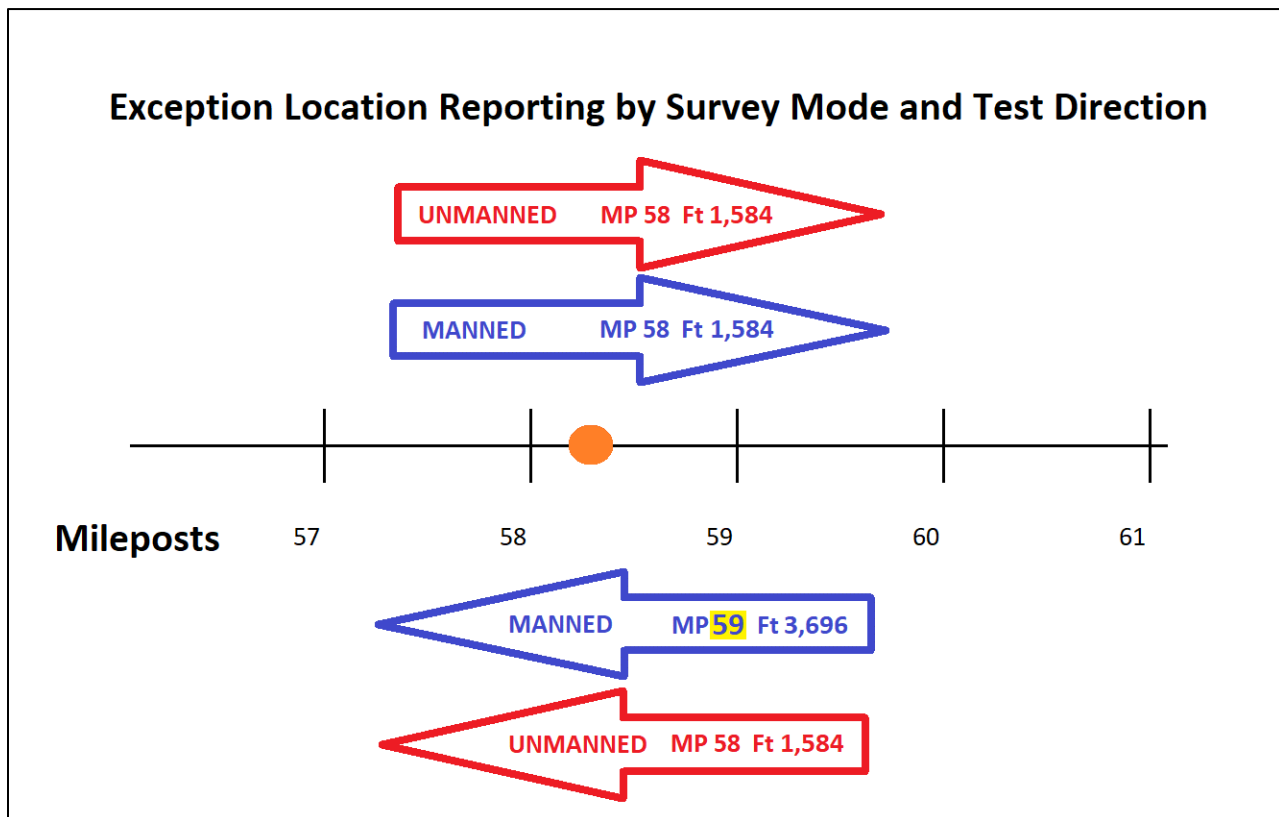 Exception Location Reporting by Survey Mode and Test Direction
UNMANNED MP 58 Ft 1,584
MANNED MP 58 Ft 1,584
Mileposts 57 58 59 60 61
MANNED MP 59 Ft 3,696
UNMANNED MP 58 Ft 1,584